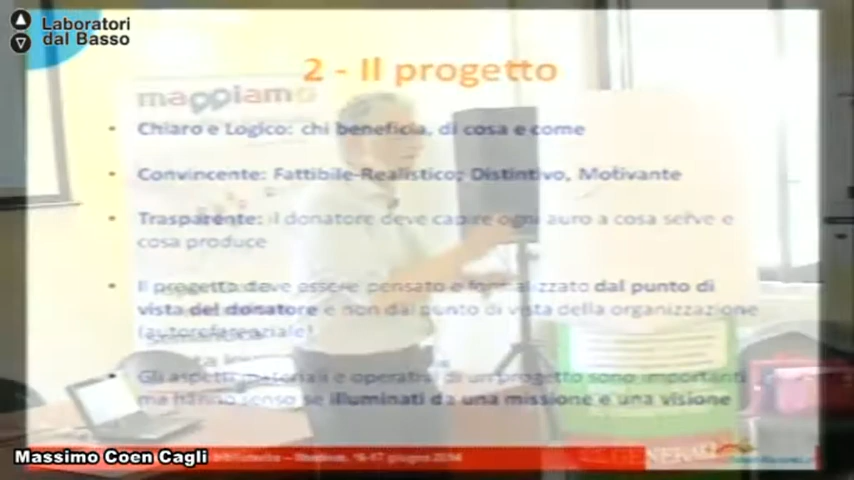 Laboratori
dal Basso
2 - Il progetto
mappiamo
• Chiaro e Logico: chi beneficia, di cosa e come
• Convincente: Fattibile-Realistico; Distintivo, Motivante
• Trasparente: il donatore deve capire ogni auro a cosa serve e
cosa produce
• Il progetto deve essere pensato e formalizzato dal punto di
vista del donatore e non dal punto di vista della organizzazione
(autoreferenziale)
• Gli aspetti materiali e operativi di un progetto sono importanti
ma hanno senso se illuminati da una missione e una visione
Massimo Coen Cagli